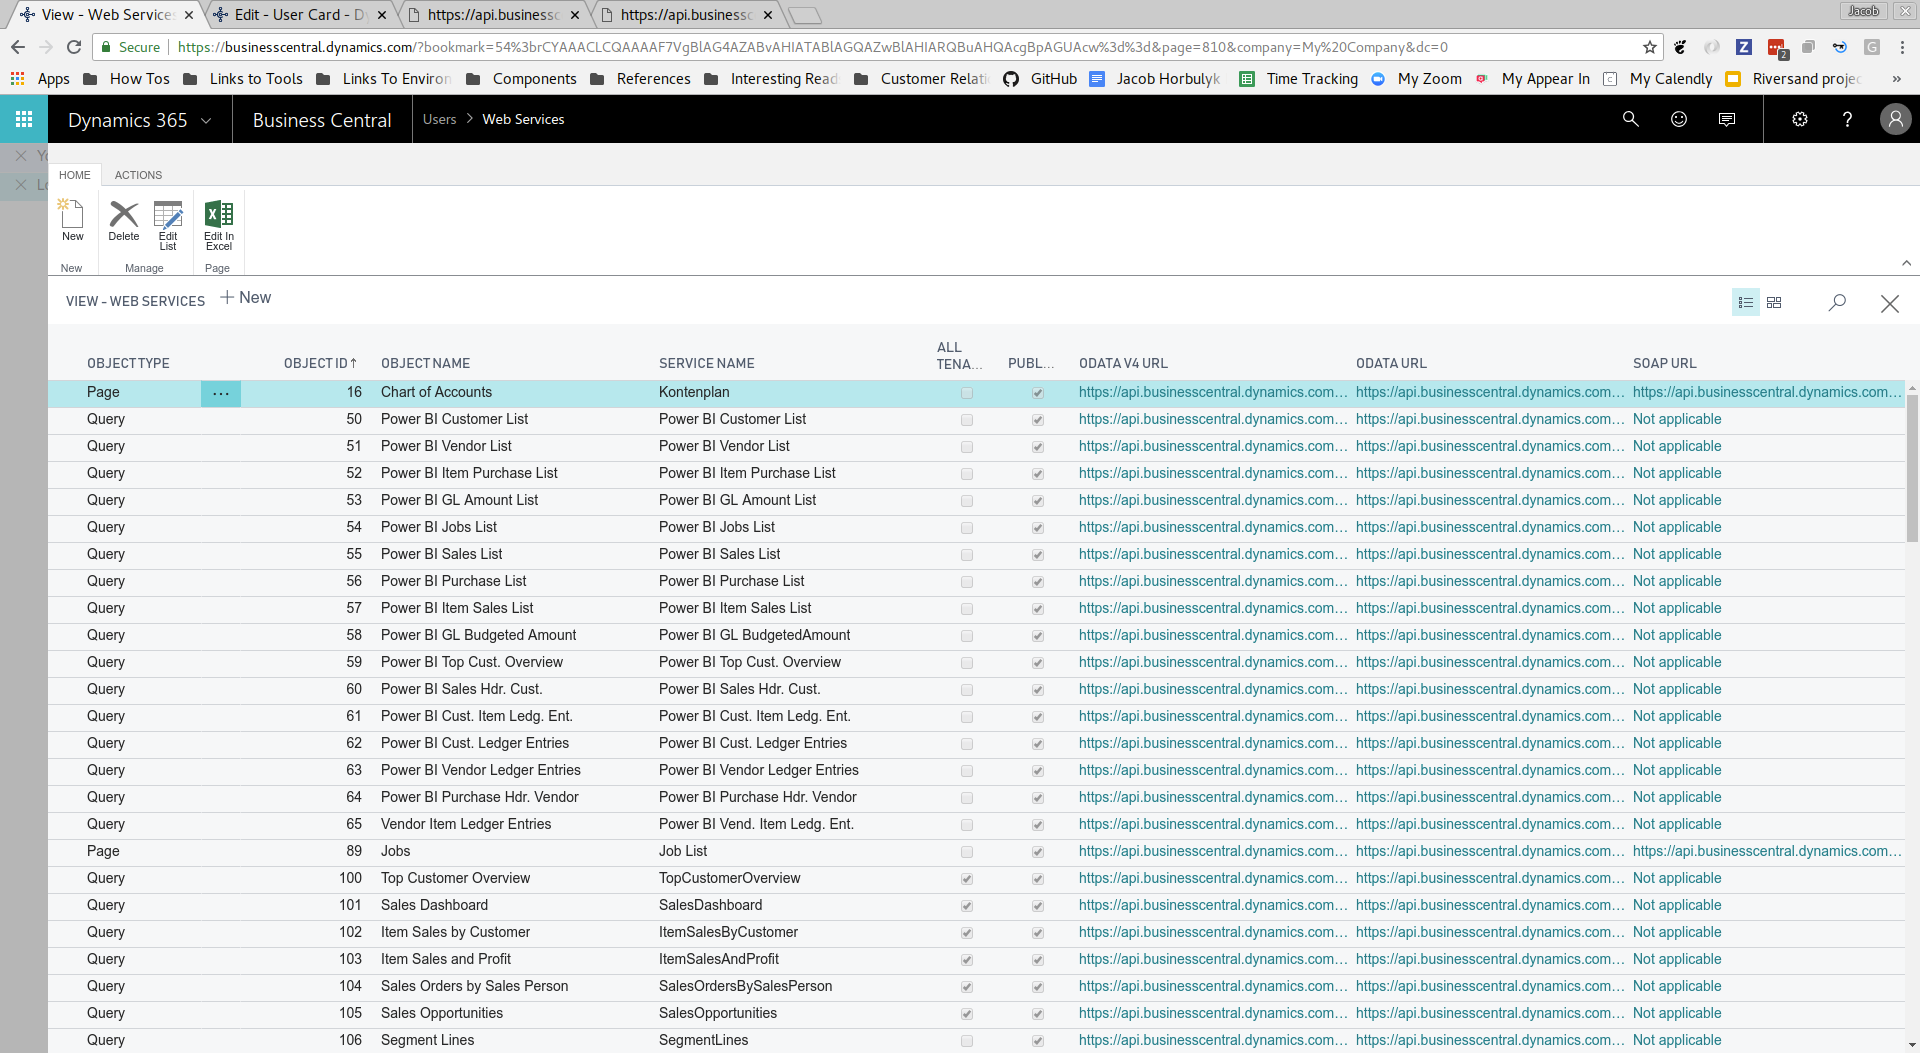 View - Web Services
Edit - User Card - Dy
https://api.businessc
https://api.businessc
Jacob
Secure
https://businesscentral.dynamics.com/?bookmark=54%3brCYAAACLCQAAAAF7VgBlAG4AZABvAHIATABlAGQAZwBlAHIARQBuAHQAcgBpAGUAcw%3d%3d&page=810&company=My%20Company&dc=0
2
Apps How Tos Links to Tools Links To Environ Components References Interesting Read Customer Relati GitHub Jacob Horbulyk Time Tracking My Zoom My Appear In My Calendly Riversand projec »
Dynamics 365 Business Central Users > Web Services
HOME ACTIONS
New Delete Edit List Edit In Excel
New Manage Page
VIEW - WEB SERVICES + New
OBJECT TYPE OBJECT ID↑ OBJECT NAME SERVICE NAME ALL TENA... PUBL... ODATA V4 URL ODATA URL SOAP URL
Page ... 16 Chart of Accounts Kontenplan https://api.businesscentral.dynamics.com... https://api.businesscentral.dynamics.com... https://api.businesscentral.dynamics.com...
Query 50 Power BI Customer List Power BI Customer List https://api.businesscentral.dynamics.com... https://api.businesscentral.dynamics.com... Not applicable
Query 51 Power BI Vendor List Power BI Vendor List https://api.businesscentral.dynamics.com... https://api.businesscentral.dynamics.com... Not applicable
Query 52 Power BI Item Purchase List Power BI Item Purchase List https://api.businesscentral.dynamics.com... https://api.businesscentral.dynamics.com... Not applicable
Query 53 Power BI GL Amount List Power BI GL Amount List https://api.businesscentral.dynamics.com... https://api.businesscentral.dynamics.com... Not applicable
Query 54 Power BI Jobs List Power BI Jobs List https://api.businesscentral.dynamics.com... https://api.businesscentral.dynamics.com... Not applicable
Query 55 Power BI Sales List Power BI Sales List https://api.businesscentral.dynamics.com... https://api.businesscentral.dynamics.com... Not applicable
Query 56 Power BI Purchase List Power BI Purchase List https://api.businesscentral.dynamics.com... https://api.businesscentral.dynamics.com... Not applicable
Query 57 Power BI Item Sales List Power BI Item Sales List https://api.businesscentral.dynamics.com... https://api.businesscentral.dynamics.com... Not applicable
Query 58 Power BI GL Budgeted Amount Power BI GL BudgetedAmount https://api.businesscentral.dynamics.com... https://api.businesscentral.dynamics.com... Not applicable
Query 59 Power BI Top Cust. Overview Power BI Top Cust. Overview https://api.businesscentral.dynamics.com... https://api.businesscentral.dynamics.com... Not applicable
Query 60 Power BI Sales Hdr. Cust. Power BI Sales Hdr. Cust. https://api.businesscentral.dynamics.com... https://api.businesscentral.dynamics.com... Not applicable
Query 61 Power BI Cust. Item Ledg. Ent. Power BI Cust. Item Ledg. Ent. https://api.businesscentral.dynamics.com... https://api.businesscentral.dynamics.com... Not applicable
Query 62 Power BI Cust. Ledger Entries Power BI Cust. Ledger Entries https://api.businesscentral.dynamics.com... https://api.businesscentral.dynamics.com... Not applicable
Query 63 Power BI Vendor Ledger Entries Power BI Vendor Ledger Entries https://api.businesscentral.dynamics.com... https://api.businesscentral.dynamics.com... Not applicable
Query 64 Power BI Purchase Hdr. Vendor Power BI Purchase Hdr. Vendor https://api.businesscentral.dynamics.com... https://api.businesscentral.dynamics.com... Not applicable
Query 65 Vendor Item Ledger Entries Power BI Vend. Item Ledg. Ent. https://api.businesscentral.dynamics.com... https://api.businesscentral.dynamics.com... Not applicable
Page 89 Jobs Job List https://api.businesscentral.dynamics.com... https://api.businesscentral.dynamics.com... https://api.businesscentral.dynamics.com...
Query 100 Top Customer Overview TopCustomerOverview https://api.businesscentral.dynamics.com... https://api.businesscentral.dynamics.com... Not applicable
Query 101 Sales Dashboard SalesDashboard https://api.businesscentral.dynamics.com... https://api.businesscentral.dynamics.com... Not applicable
Query 102 Item Sales by Customer ItemSalesByCustomer https://api.businesscentral.dynamics.com... https://api.businesscentral.dynamics.com... Not applicable
Query 103 Item Sales and Profit ItemSalesAndProfit https://api.businesscentral.dynamics.com... https://api.businesscentral.dynamics.com... Not applicable
Query 104 Sales Orders by Sales Person SalesOrdersBySalesPerson https://api.businesscentral.dynamics.com... https://api.businesscentral.dynamics.com... Not applicable
Query 105 Sales Opportunities SalesOpportunities https://api.businesscentral.dynamics.com... https://api.businesscentral.dynamics.com... Not applicable
Query 106 Segment Lines SegmentLines https://api.businesscentral.dynamics.com... https://api.businesscentral.dynamics.com... Not applicable